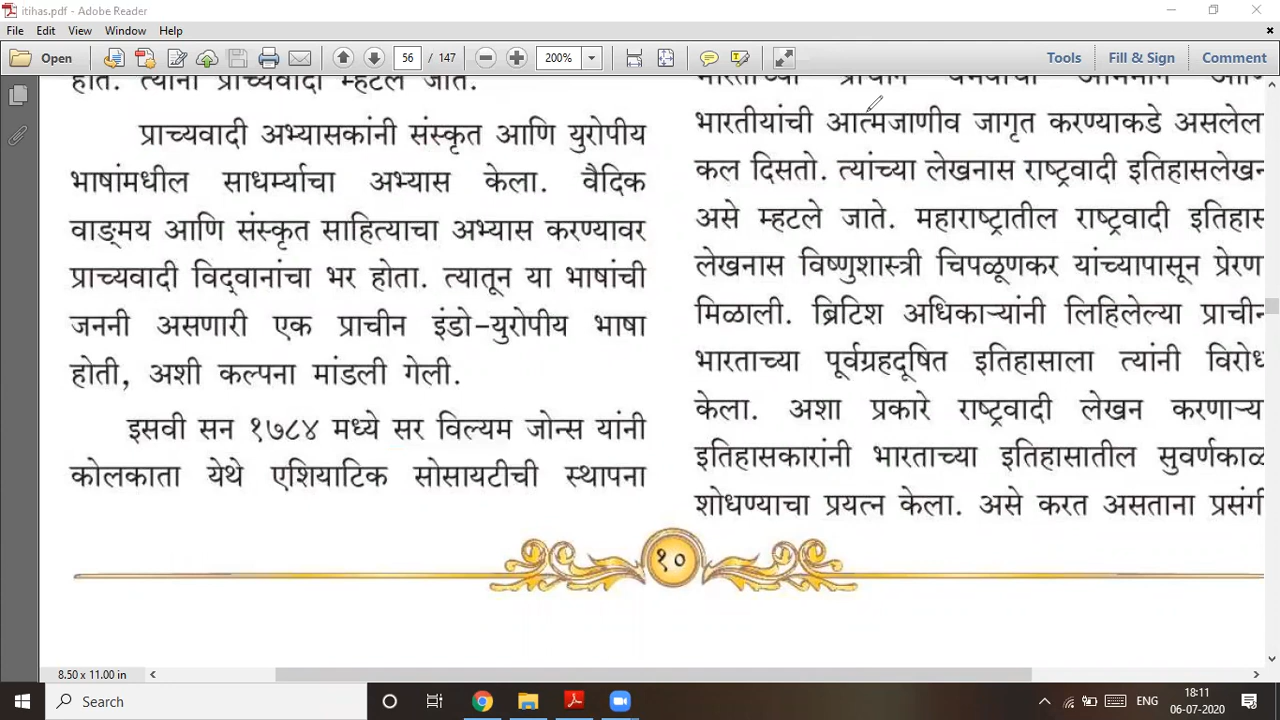 itihas.pdf - Adobe Reader
File Edit View Window Help
Open 56 / 147 200% Tools Fill & Sign Comment
होते. त्यांना प्राच्यवादी म्हटले जाते.
प्राच्यवादी अभ्यासकांनी संस्कृत आणि युरोपीय
भाषांमधील साधर्म्याचा अभ्यास केला. वैदिक
वाङ्मय आणि संस्कृत साहित्याचा अभ्यास करण्यावर
प्राच्यवादी विद्वानांचा भर होता. त्यातून या भाषांची
जननी असणारी एक प्राचीन इंडो-युरोपीय भाषा
होती, अशी कल्पना मांडली गेली.
इसवी सन १७८४ मध्ये सर विल्यम जोन्स यांनी
कोलकाता येथे एशियाटिक सोसायटीची स्थापना
भारताच्या प्राचीन
भारतीयांची आत्मजाणीव जागृत करण्याकडे असलेल
कल दिसतो. त्यांच्या लेखनास राष्ट्रवादी इतिहासलेखन
असे म्हटले जाते. महाराष्ट्रातील राष्ट्रवादी इतिहास
लेखनास विष्णुशास्त्री चिपळूणकर यांच्यापासून प्रेरणा
मिळाली. ब्रिटिश अधिकाऱ्यांनी लिहिलेल्या प्राचीन
भारताच्या पूर्वग्रहदूषित इतिहासाला त्यांनी विरोध
केला. अशा प्रकारे राष्ट्रवादी लेखन करणाऱ्य
इतिहासकारांनी भारताच्या इतिहासातील सुवर्णकाळ
शोधण्याचा प्रयत्न केला. असे करत असताना प्रसंगी
१०
8.50 x 11.00 in
Search ENG 18:11
06-07-2020